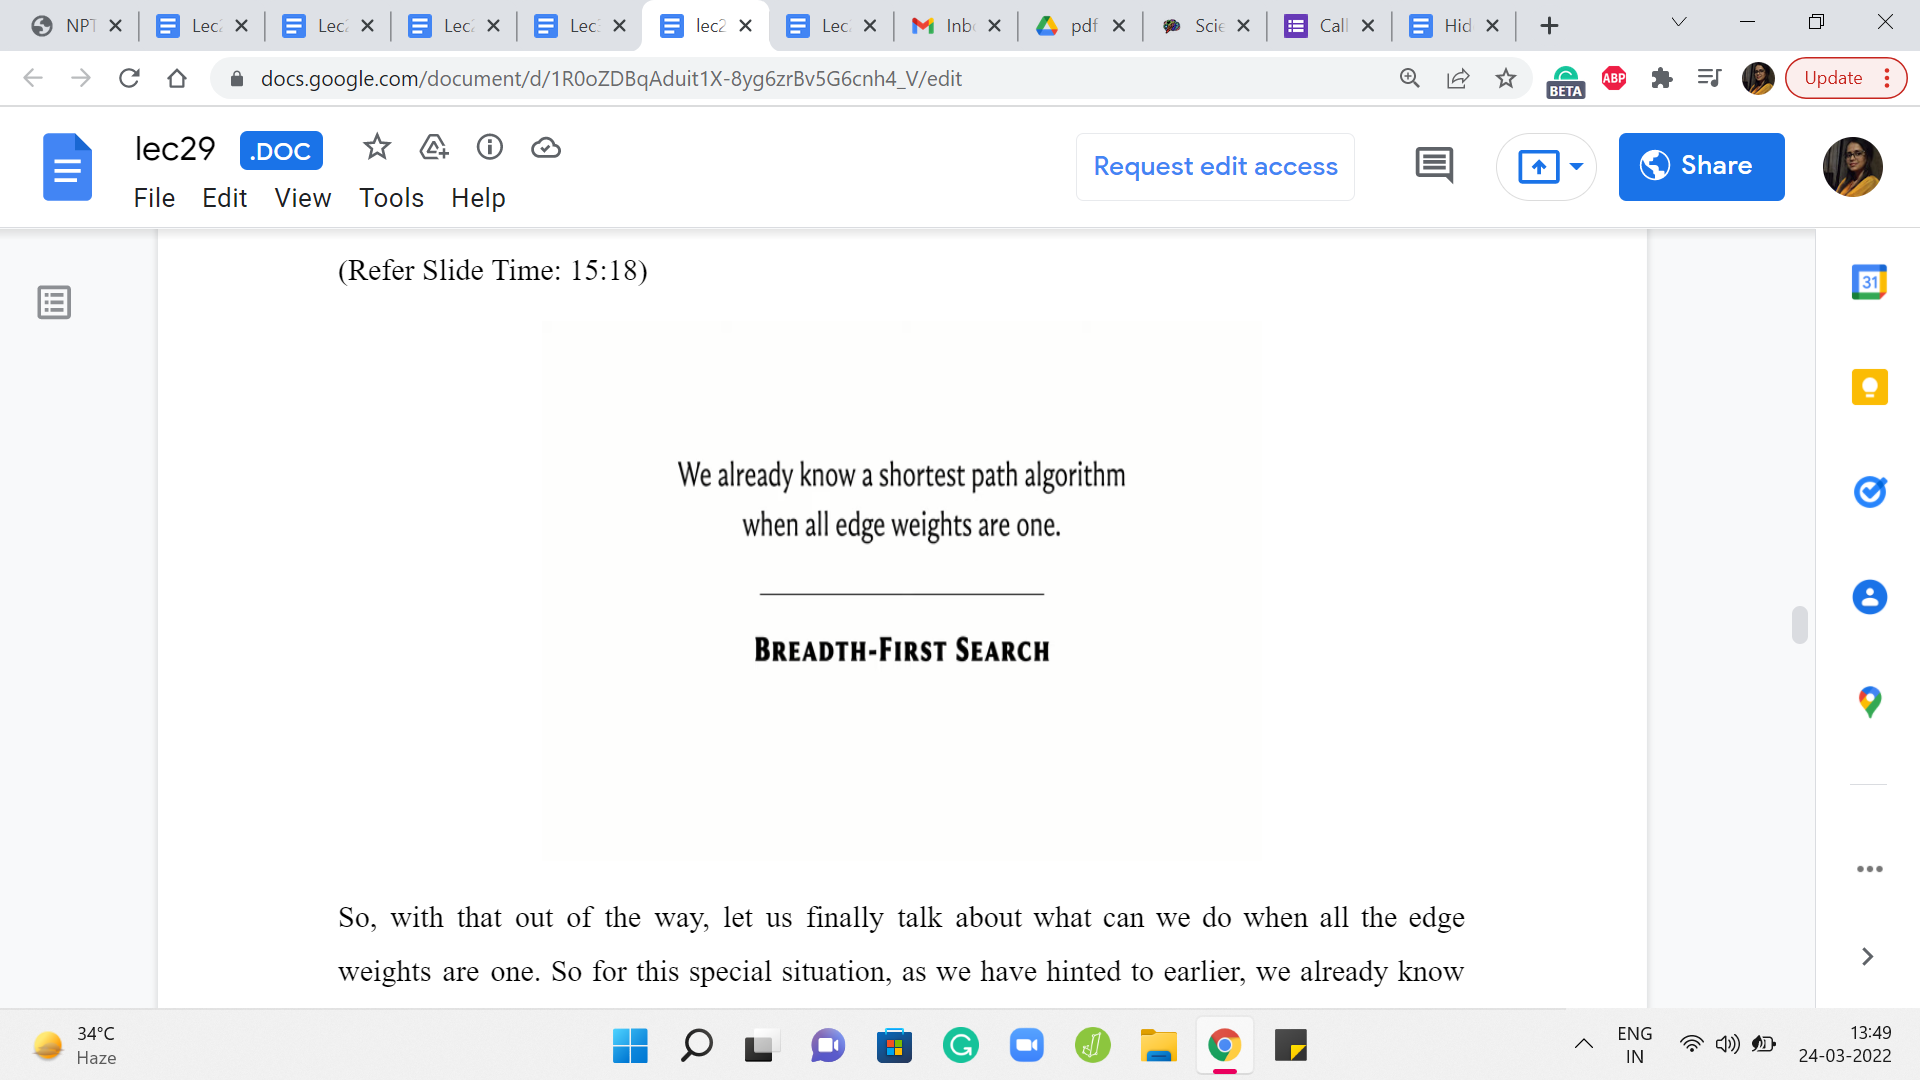 NPT
Lec2
Lec2
Lec2
Lec3
lec2
Lec
Inbo
pdf
Scie
Call
Hid
docs.google.com/document/d/1R0oZDBqAduit1X-8yg6zrBv5G6cnh4_V/edit
BETA
ABP
Update
lec29
.DOC
Request edit access
Share
File Edit View Tools Help
(Refer Slide Time: 15:18)
31
We already know a shortest path algorithm
when all edge weights are one.
BREADTH-FIRST SEARCH
So, with that out of the way, let us finally talk about what can we do when all the edge
weights are one. So for this special situation, as we have hinted to earlier, we already know
34°C
Haze
ENG
IN
13:49
24-03-2022